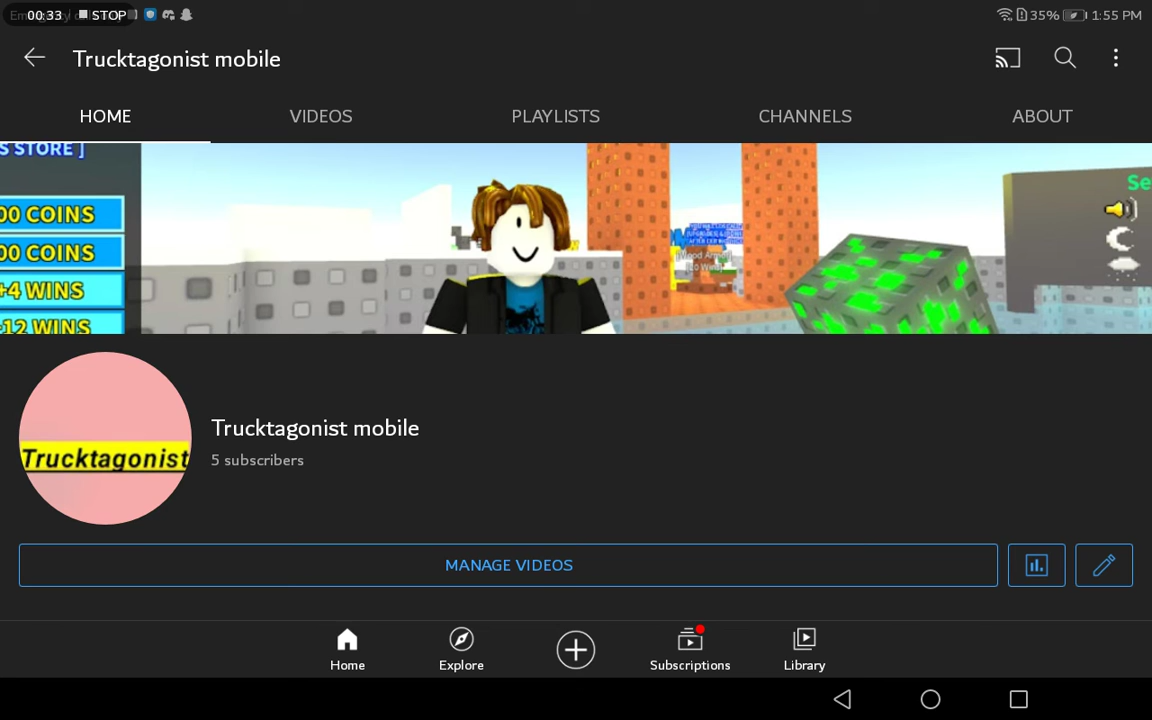 00:33 STOP 35% 1:55 PM
Trucktagonist mobile
HOME VIDEOS PLAYLISTS CHANNELS ABOUT
S STORE ]
00 COINS
00 COINS
+4 WINS
+12 WINS
Se
Trucktagonist
Trucktagonist mobile
5 subscribers
MANAGE VIDEOS
Home Explore Subscriptions Library